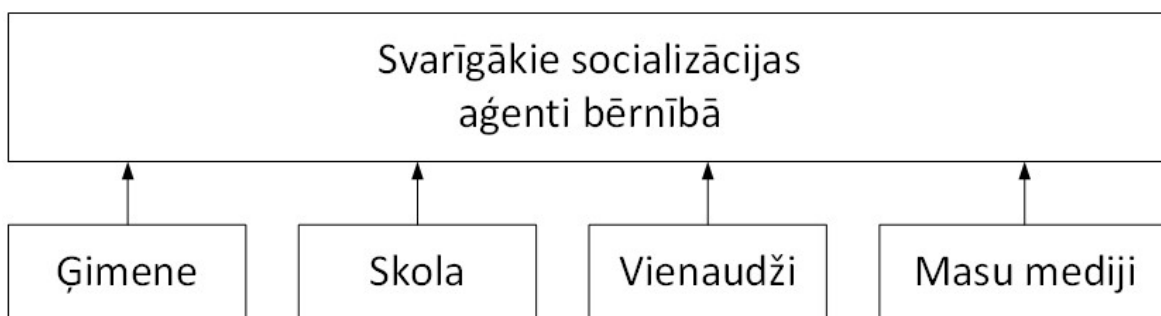 Svarīgākie socializācijas
aģenti bērnībā
Ģimene
Skola
Vienaudži
Masu mediji